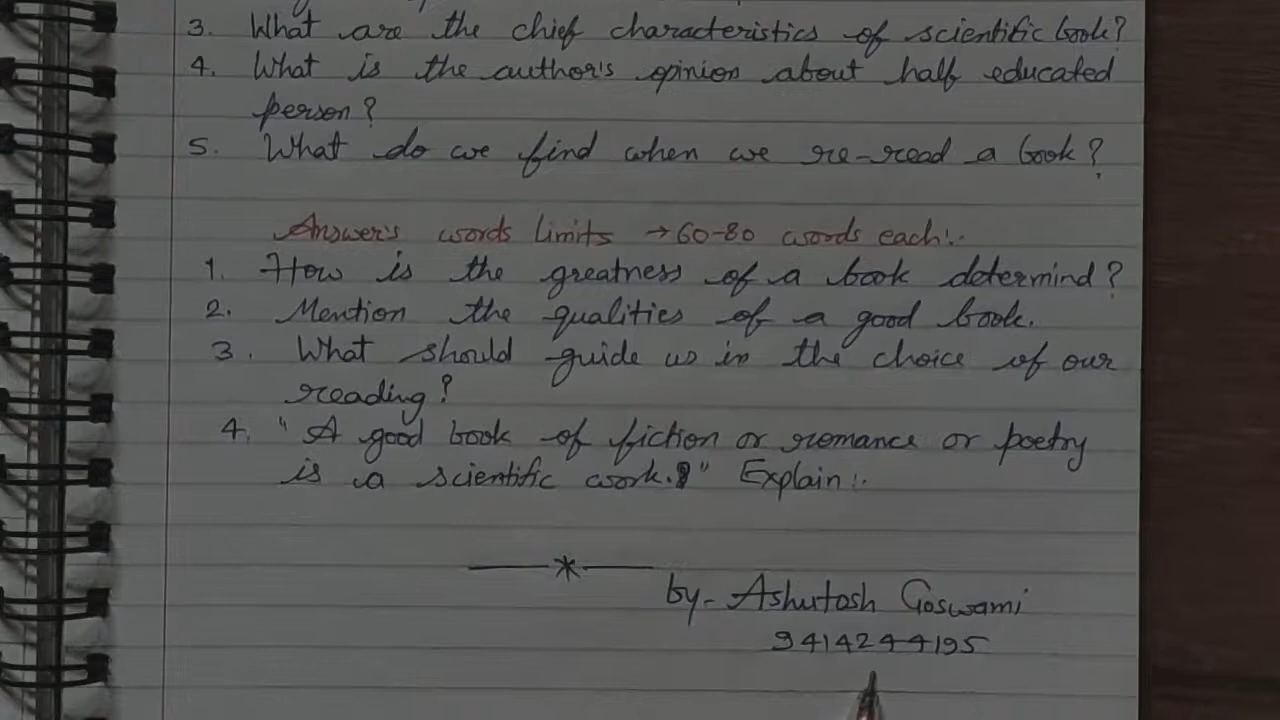 3. What are the chief characteristics of scientific book?
4. What is the author's opinion about half educated
person?
5. What do we find when we re-read a book?
Answer's words limits → 60-80 words each:.
1. How is the greatness of a book determind?
2. Mention the qualities of a good book.
3. What should guide us in the choice of our
reading?
4. "A good book of fiction or romance or poetry
is a scientific work." Explain:.
by- Ashutosh Goswami
9414244195